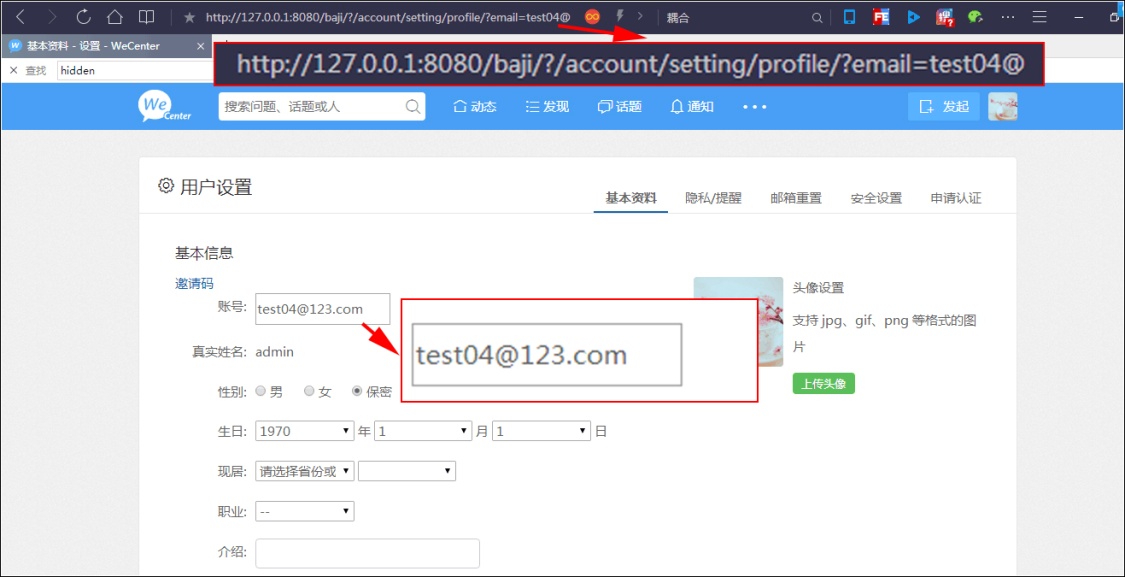 http://127.0.0.1:8080/baji/?/account/setting/profile/?email=test04@ 耦合
基本资料 - 设置 - WeCenter
查找 hidden
http://127.0.0.1:8080/baji/?/account/setting/profile/?email=test04@
We Center 搜索问题、话题或人 动态 发现 话题 通知 ••• 发起
用户设置
基本资料 隐私/提醒 邮箱重置 安全设置 申请认证
基本信息
邀请码
账号: test04@123.com
test04@123.com
头像设置
支持 jpg、gif、png 等格式的图
片
上传头像
真实姓名: admin
性别: 男 女 保密
生日: 1970 年 1 月 1 日
现居: 请选择省份或
职业: --
介绍: